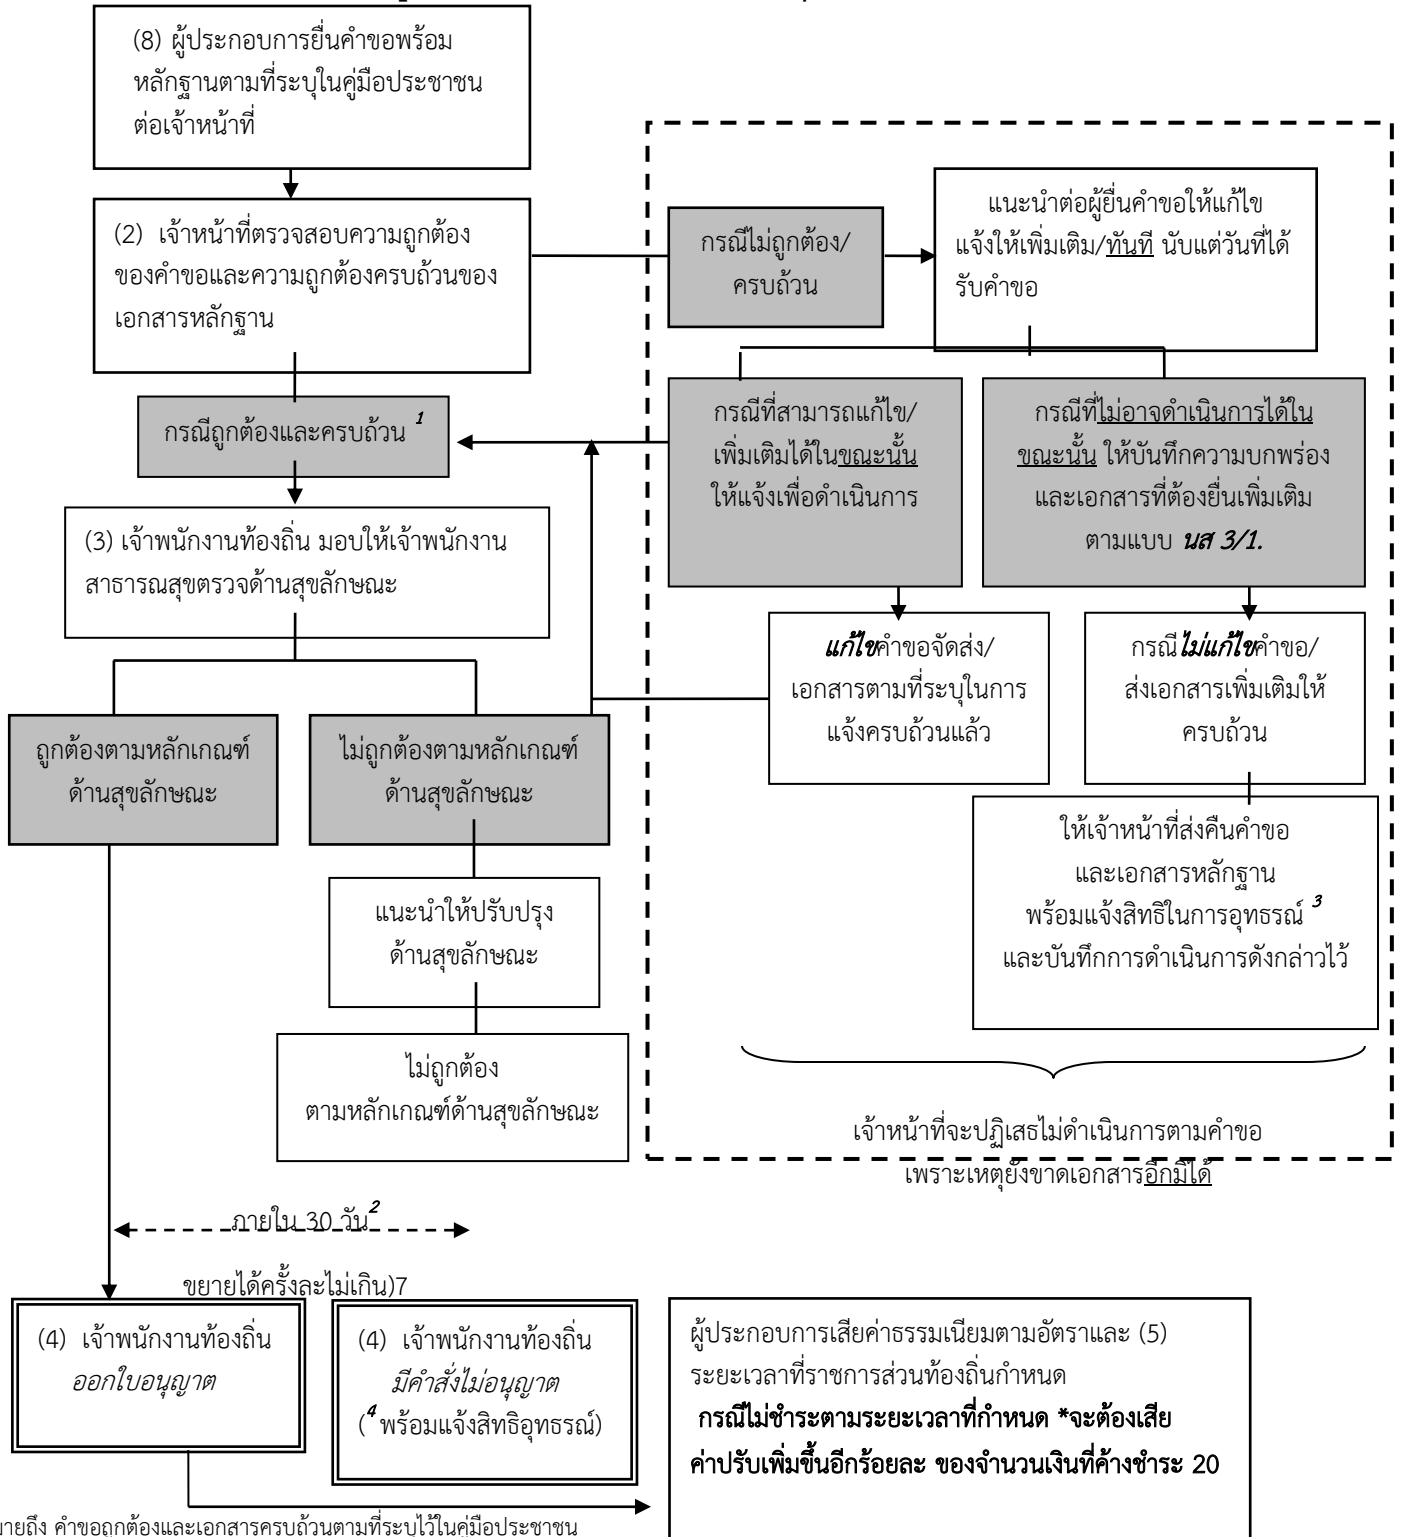 (8) ผู้ประกอบการยื่นคำขอพร้อม
หลักฐานตามที่ระบุในคู่มือประชาชน
ต่อเจ้าหน้าที่
(2) เจ้าหน้าที่ตรวจสอบความถูกต้อง
ของคำขอและความถูกต้องครบถ้วนของ
เอกสารหลักฐาน
กรณีไม่ถูกต้อง/
ครบถ้วน
แนะนำต่อผู้ยื่นคำขอให้แก้ไข
แจ้งให้เพิ่มเติม/ทันที นับแต่วันที่ได้
รับคำขอ
กรณีถูกต้องและครบถ้วน 1
กรณีที่สามารถแก้ไข/
เพิ่มเติมได้ในขณะนั้น
ให้แจ้งเพื่อดำเนินการ
กรณีที่ไม่อาจดำเนินการได้ใน
ขณะนั้น ให้บันทึกความบกพร่อง
และเอกสารที่ต้องยื่นเพิ่มเติม
ตามแบบ นส 3/1.
(3) เจ้าพนักงานท้องถิ่น มอบให้เจ้าพนักงาน
สาธารณสุขตรวจด้านสุขลักษณะ
แก้ไขคำขอจัดส่ง/
เอกสารตามที่ระบุในการ
แจ้งครบถ้วนแล้ว
กรณีไม่แก้ไขคำขอ/
ส่งเอกสารเพิ่มเติมให้
ครบถ้วน
ถูกต้องตามหลักเกณฑ์
ด้านสุขลักษณะ
ไม่ถูกต้องตามหลักเกณฑ์
ด้านสุขลักษณะ
ให้เจ้าหน้าที่ส่งคืนคำขอ
และเอกสารหลักฐาน
พร้อมแจ้งสิทธิในการอุทธรณ์ 3
และบันทึกการดำเนินการดังกล่าวไว้
แนะนำให้ปรับปรุง
ด้านสุขลักษณะ
ไม่ถูกต้อง
ตามหลักเกณฑ์ด้านสุขลักษณะ
เจ้าหน้าที่จะปฏิเสธไม่ดำเนินการตามคำขอ
เพราะเหตุยังขาดเอกสารอีกมิได้
ภายใน 30 วัน2
ขยายได้ครั้งละไม่เกิน)7
(4) เจ้าพนักงานท้องถิ่น
ออกใบอนุญาต
(4) เจ้าพนักงานท้องถิ่น
มีคำสั่งไม่อนุญาต
(4พร้อมแจ้งสิทธิอุทธรณ์)
ผู้ประกอบการเสียค่าธรรมเนียมตามอัตราและ (5)
ระยะเวลาที่ราชการส่วนท้องถิ่นกำหนด
กรณีไม่ชำระตามระยะเวลาที่กำหนด *จะต้องเสีย
ค่าปรับเพิ่มขึ้นอีกร้อยละ ของจำนวนเงินที่ค้างชำระ 20
มายถึง คำขอถูกต้องและเอกสารครบถ้วนตามที่ระบุไว้ในคู่มือประชาชน